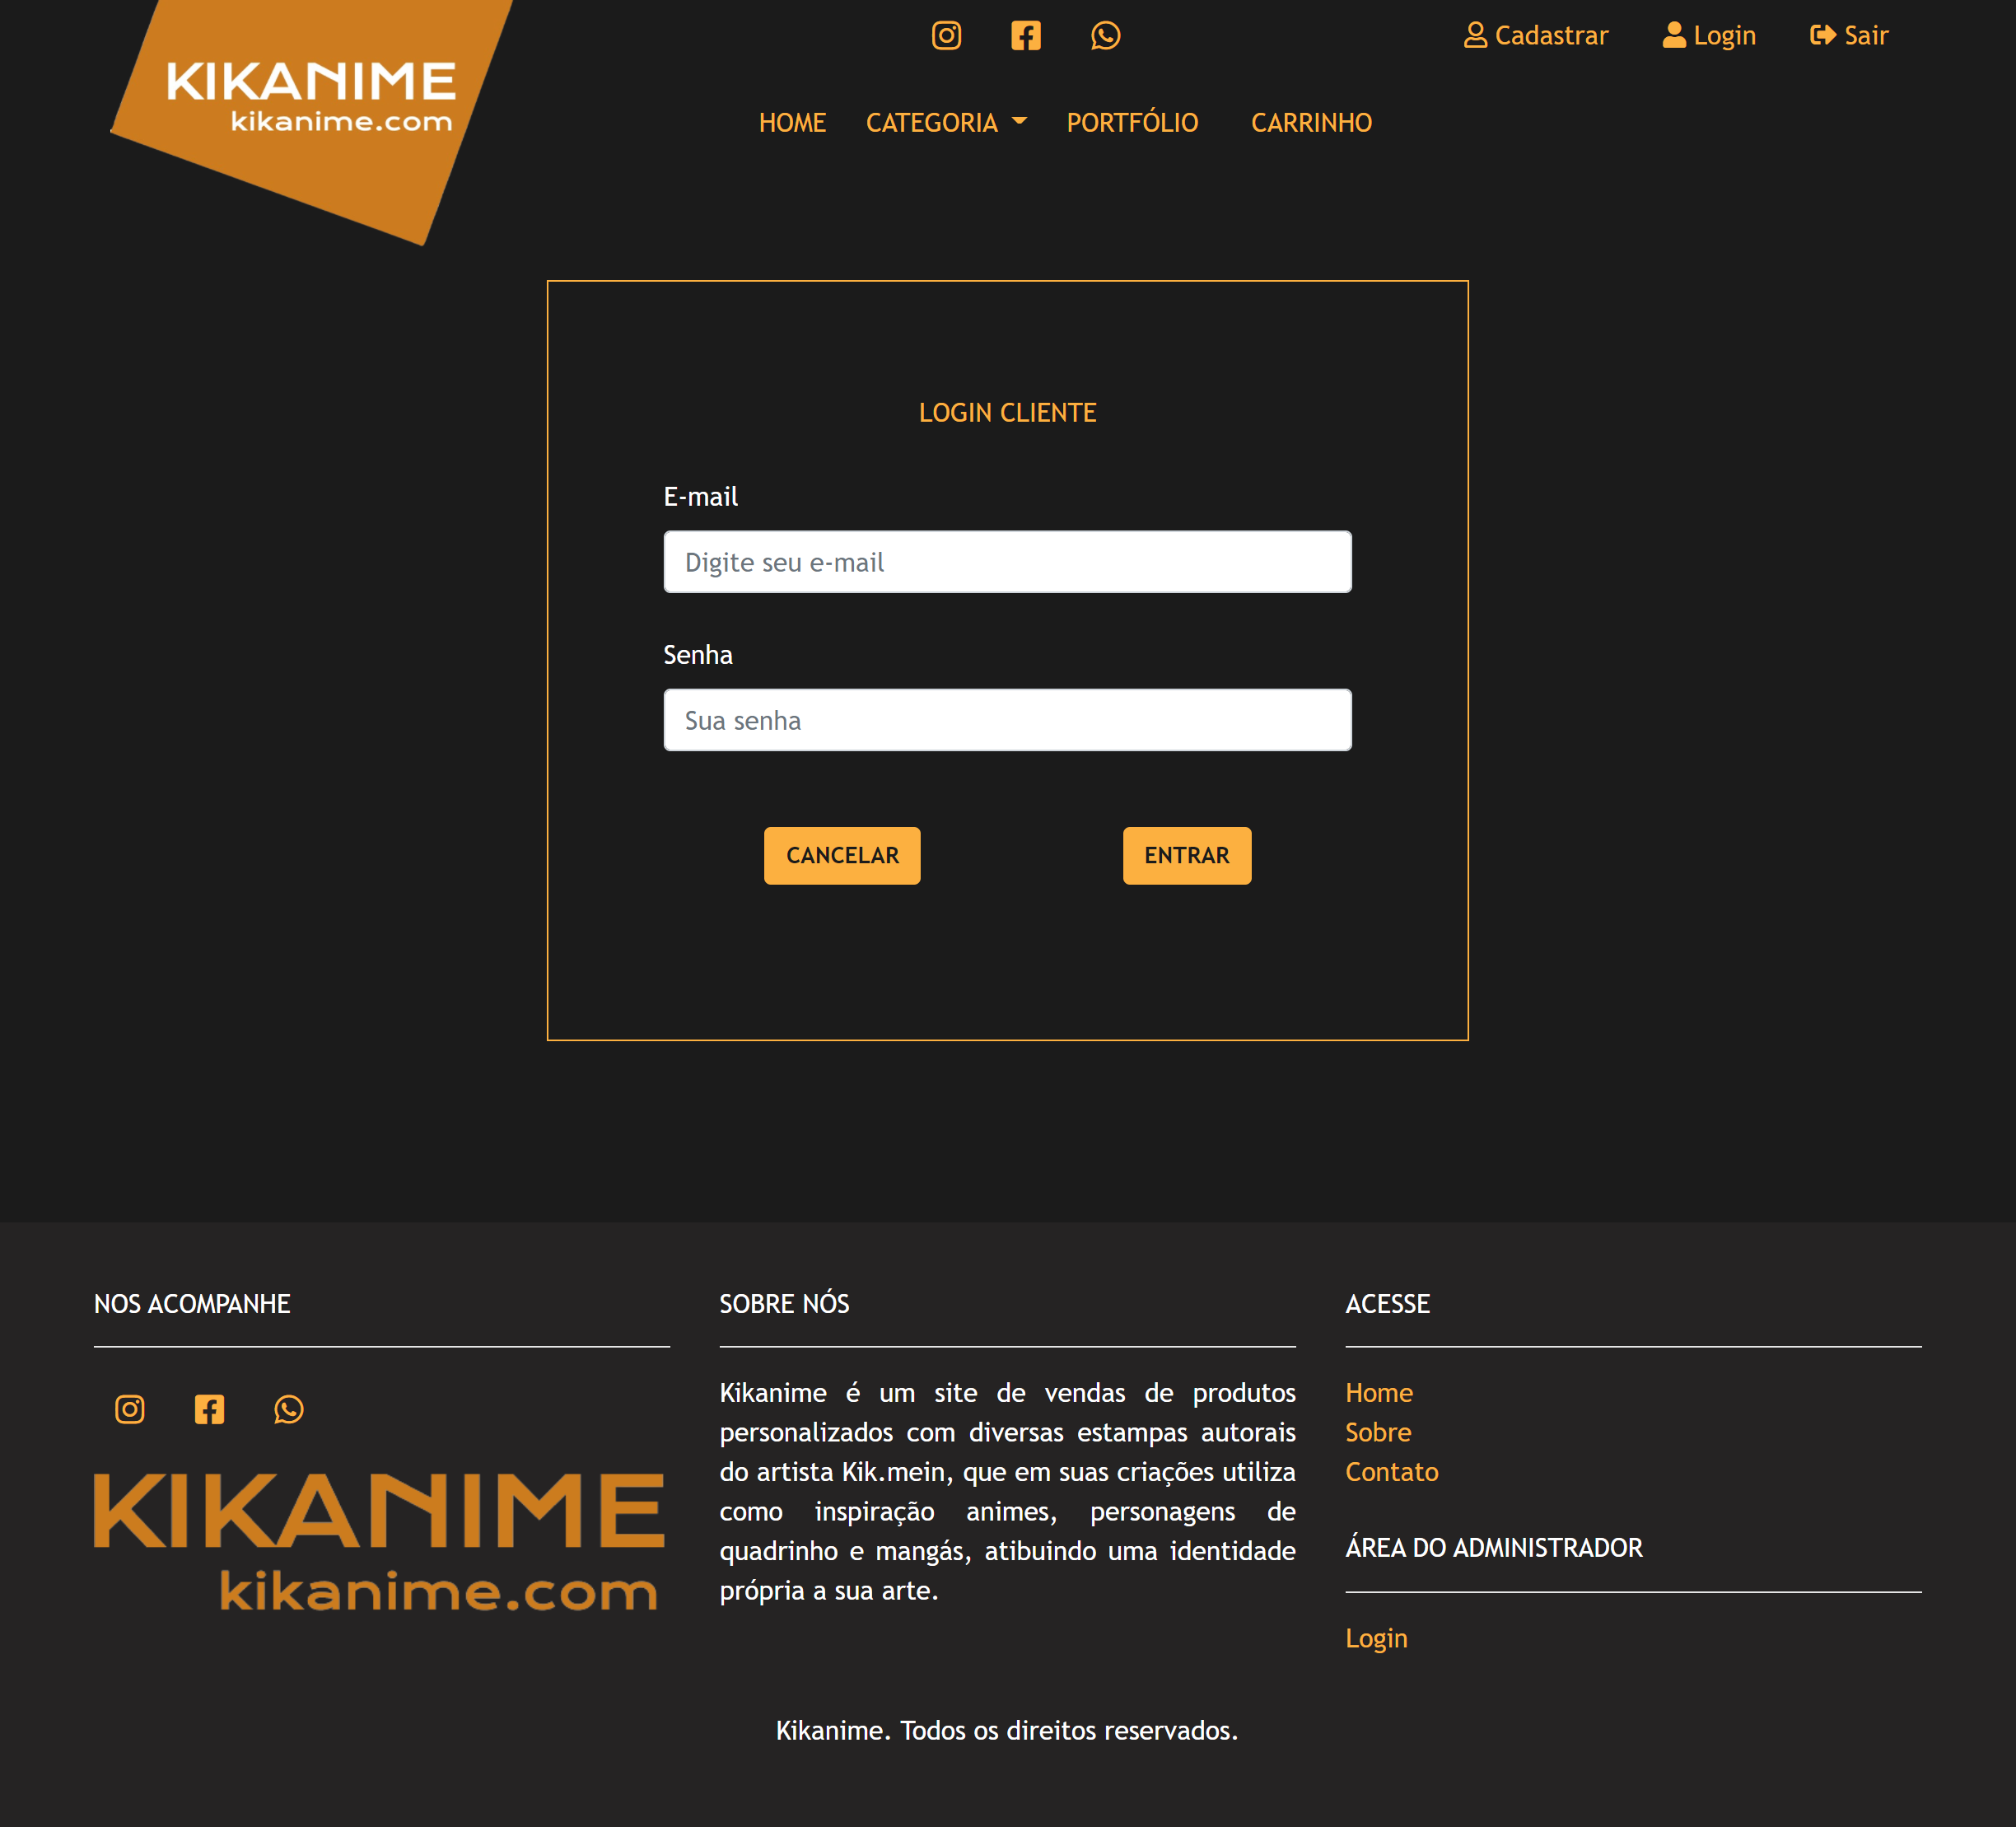 KIKANIME
kikanime.com
Cadastrar
Login
Sair
HOME
CATEGORIA
PORTFÓLIO
CARRINHO
LOGIN CLIENTE
E-mail
Digite seu e-mail
Senha
Sua senha
CANCELAR
ENTRAR
NOS ACOMPANHE
KIKANIME
kikanime.com
SOBRE NÓS
Kikanime é um site de vendas de produtos
personalizados com diversas estampas autorais
do artista Kik.mein, que em suas criações utiliza
como inspiração animes, personagens de
quadrinho e mangás, atibuindo uma identidade
própria a sua arte.
ACESSE
Home
Sobre
Contato
ÁREA DO ADMINISTRADOR
Login
Kikanime. Todos os direitos reservados.